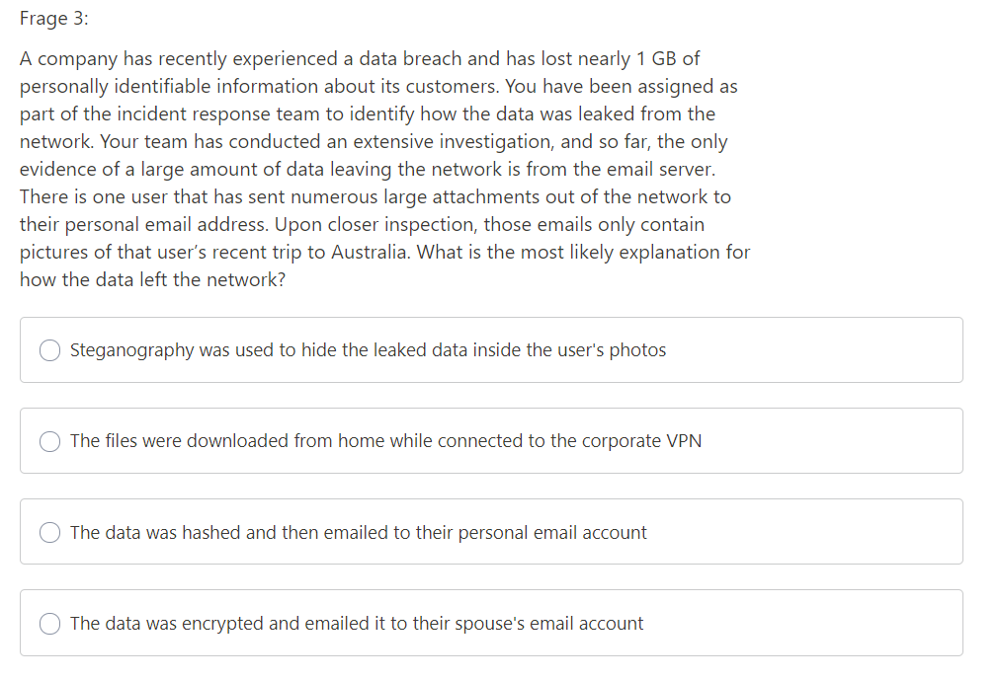 Frage 3:
A company has recently experienced a data breach and has lost nearly 1 GB of
personally identifiable information about its customers. You have been assigned as
part of the incident response team to identify how the data was leaked from the
network. Your team has conducted an extensive investigation, and so far, the only
evidence of a large amount of data leaving the network is from the email server.
There is one user that has sent numerous large attachments out of the network to
their personal email address. Upon closer inspection, those emails only contain
pictures of that user’s recent trip to Australia. What is the most likely explanation for
how the data left the network?
Steganography was used to hide the leaked data inside the user's photos
The files were downloaded from home while connected to the corporate VPN
The data was hashed and then emailed to their personal email account
The data was encrypted and emailed it to their spouse's email account